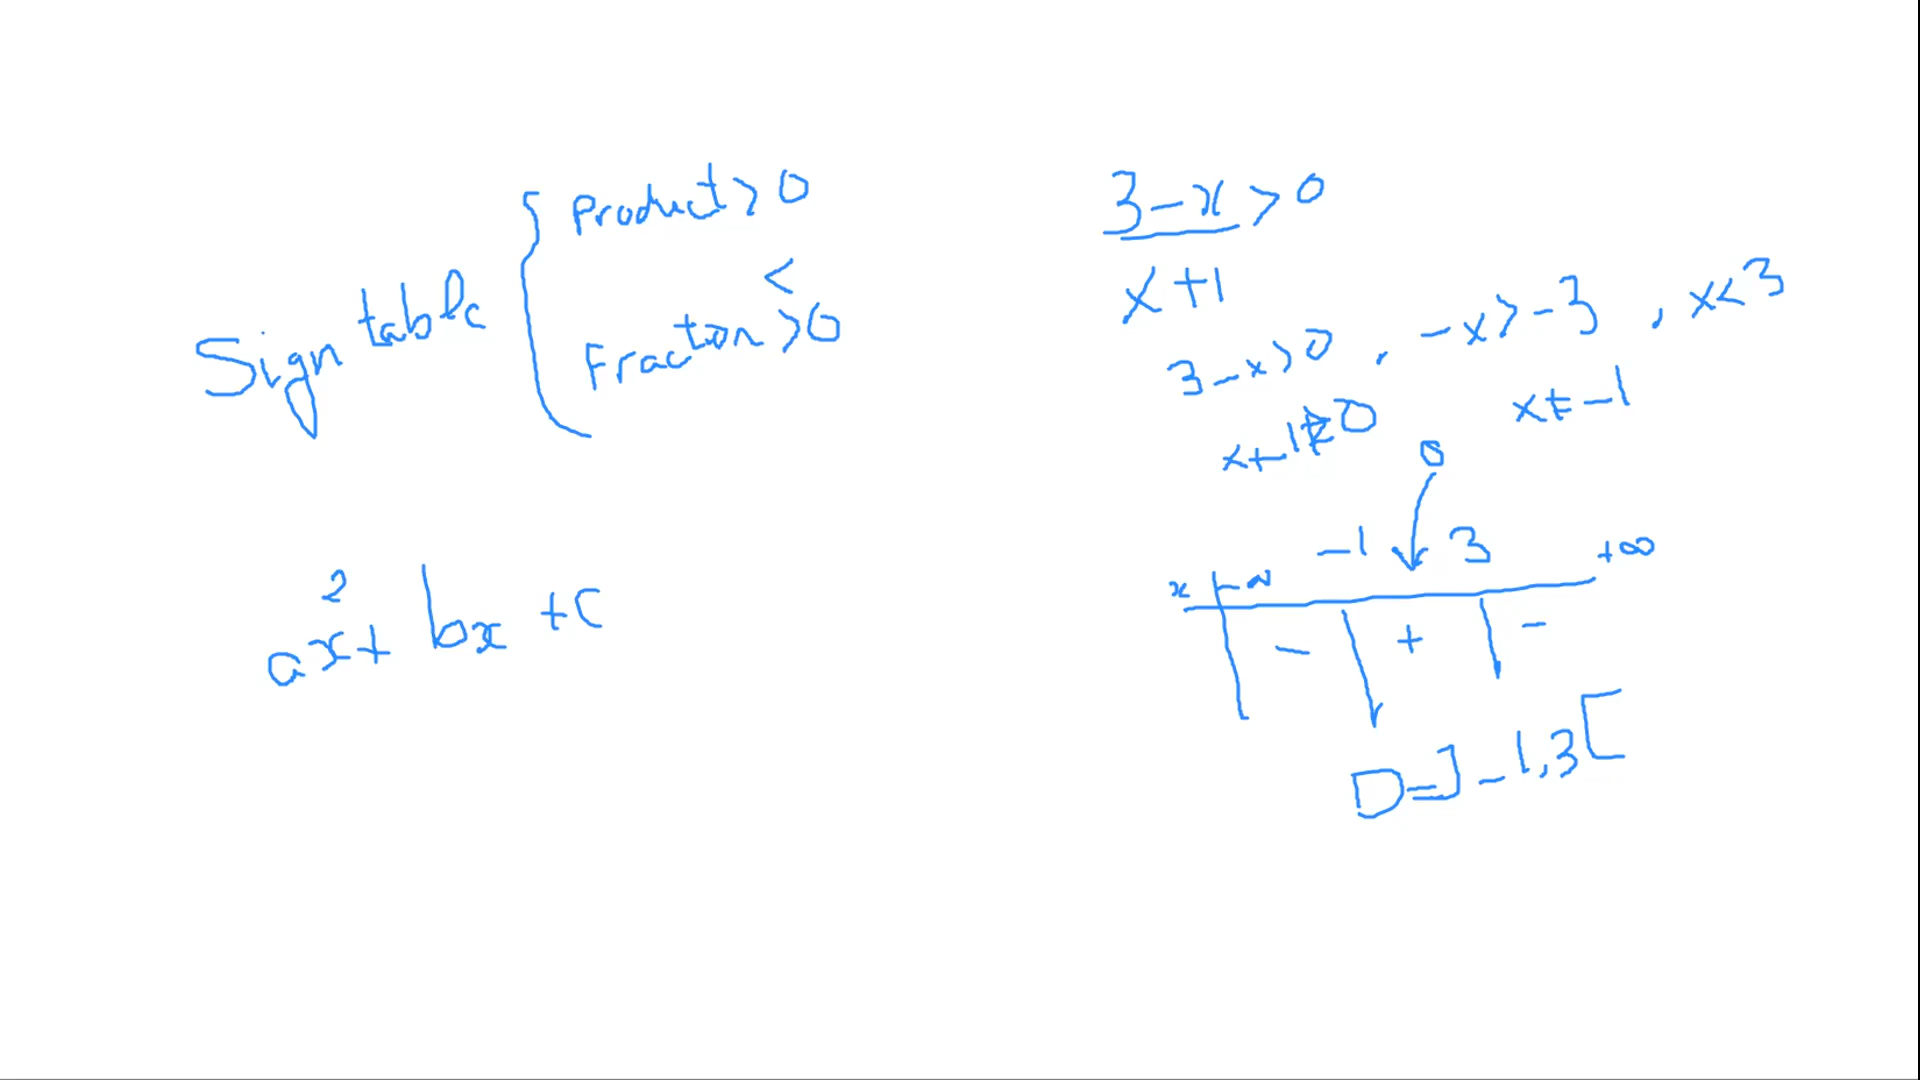 Sign table { Product > 0
<
Fraction > 0
ax² + bx + c
3 - x > 0
x + 1
3 - x > 0 , - x > - 3 , x < 3
x + 1 ≠ 0 x ≠ - 1
0
- 1 3 + ∞
x - ∞
- + -
D = ] - 1, 3 [